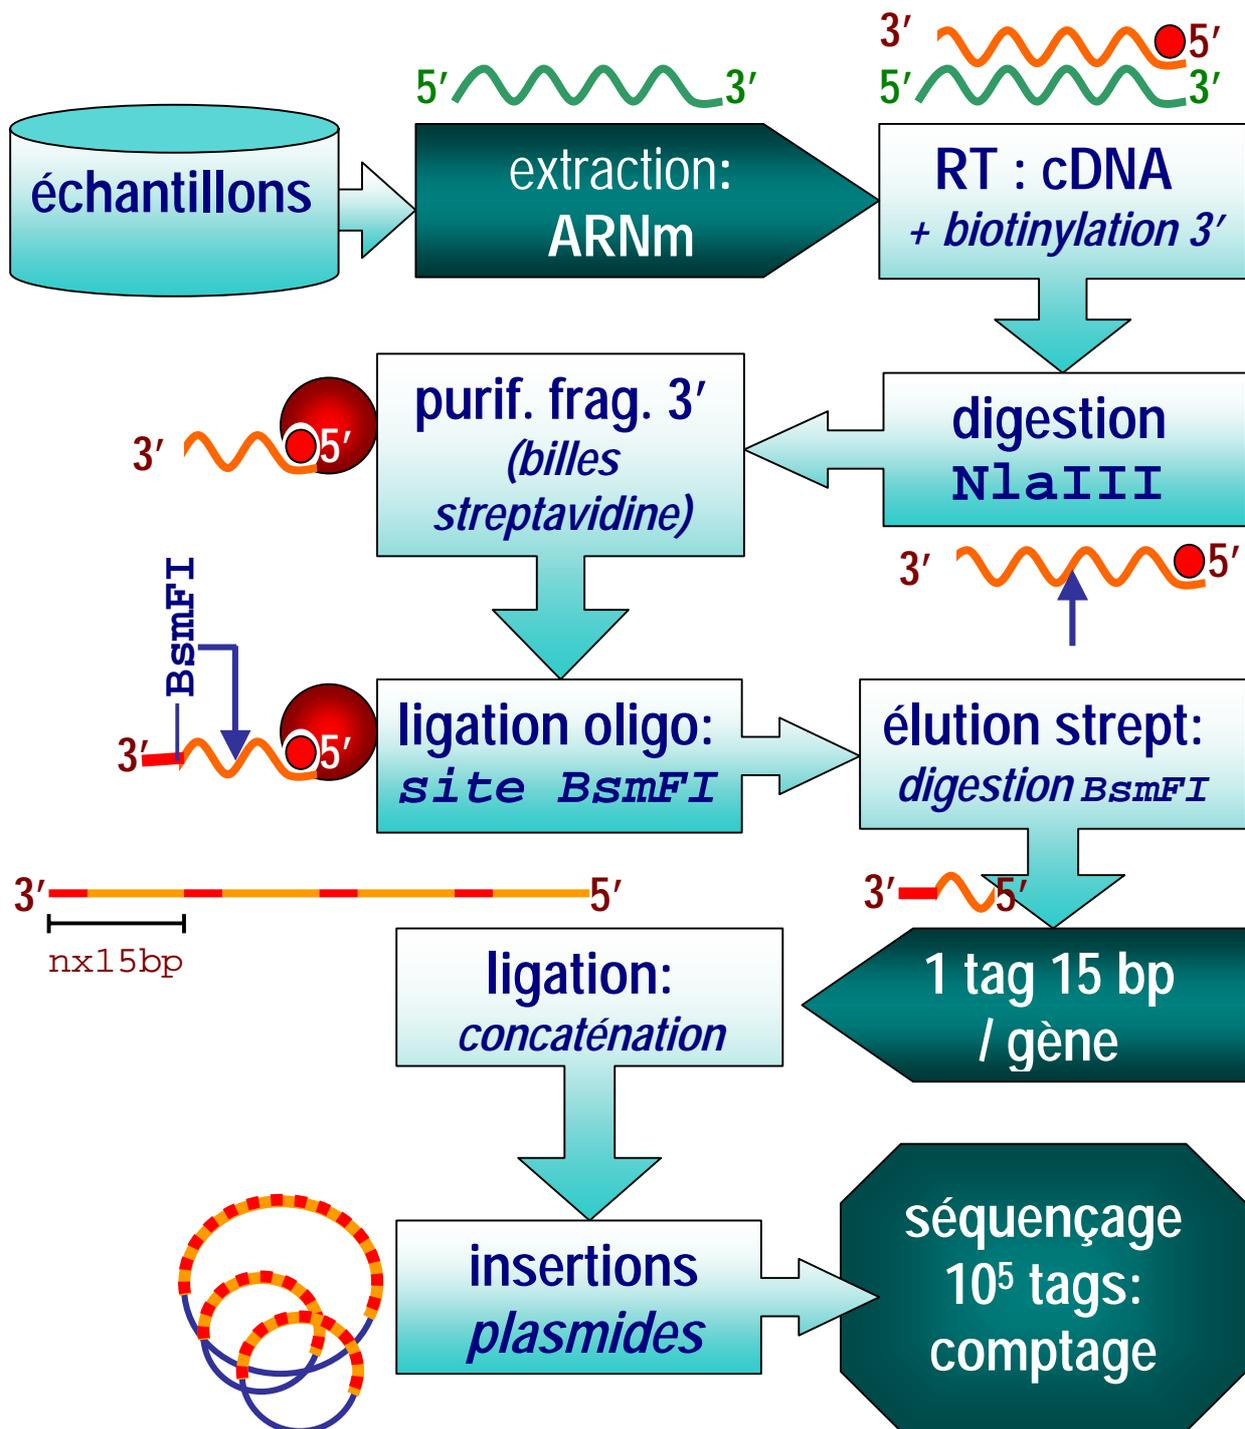 3’ 5’
5’ 3’ 5’ 3’
échantillons
extraction:
ARNm
RT : cDNA
+ biotinylation 3’
digestion
NlaIII
3’ 5’
purif. frag. 3’
(billes
streptavidine)
3’ 5’
BsmFI
3’ 5’
ligation oligo:
site BsmFI
élution strept:
digestion BsmFI
3’ 5’
1 tag 15 bp
/ gène
3’ 5’
nx15bp
ligation:
concaténation
insertions
plasmides
séquençage
10⁵ tags:
comptage